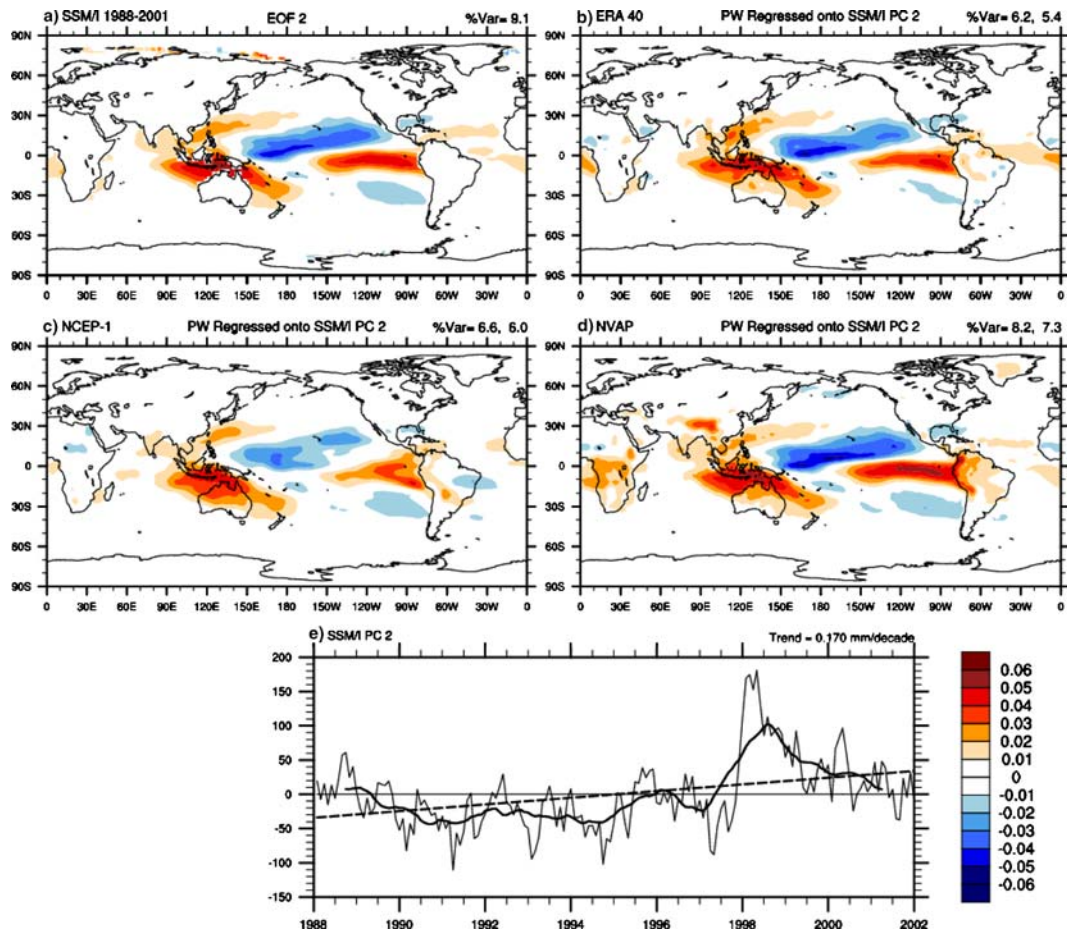 a) SSM/I 1988-2001 EOF 2 %Var= 9.1
90N
60N
30N
0
30S
60S
90S
0 30E 60E 90E 120E 150E 180 150W 120W 90W 60W 30W 0
b) ERA 40 PW Regressed onto SSM/I PC 2 %Var= 6.2, 5.4
90N
60N
30N
0
30S
60S
90S
0 30E 60E 90E 120E 150E 180 150W 120W 90W 60W 30W 0
c) NCEP-1 PW Regressed onto SSM/I PC 2 %Var= 6.6, 6.0
90N
60N
30N
0
30S
60S
90S
0 30E 60E 90E 120E 150E 180 150W 120W 90W 60W 30W 0
d) NVAP PW Regressed onto SSM/I PC 2 %Var= 8.2, 7.3
90N
60N
30N
0
30S
60S
90S
0 30E 60E 90E 120E 150E 180 150W 120W 90W 60W 30W 0
e) SSM/I PC 2 Trend = 0.170 mm/decade
200
150
100
50
0
-50
-100
-150
1988 1990 1992 1994 1996 1998 2000 2002
0.06
0.05
0.04
0.03
0.02
0.01
0
-0.01
-0.02
-0.03
-0.04
-0.05
-0.06